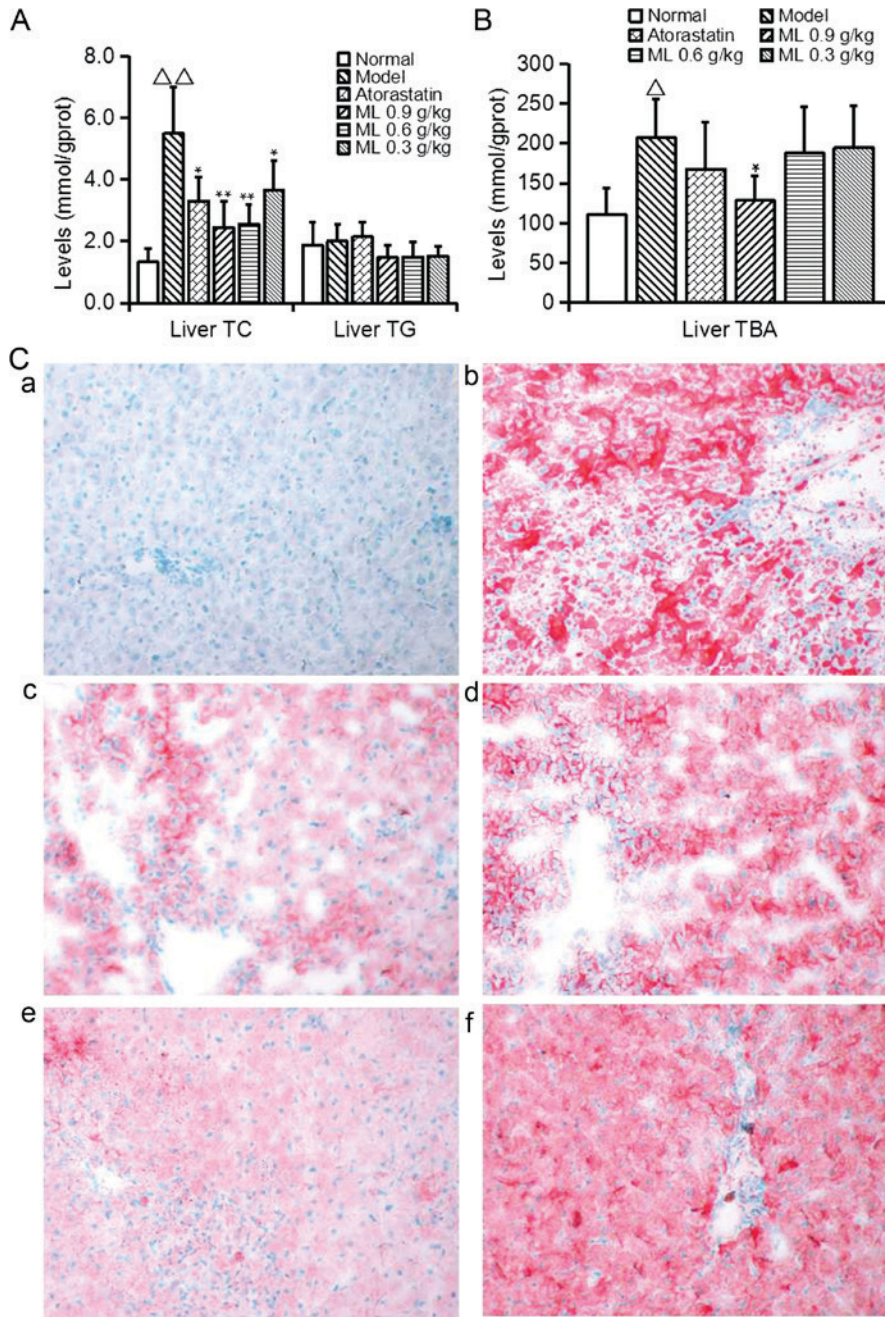 A
△△
*
**
**
*
Normal
Model
Atorastatin
ML 0.9 g/kg
ML 0.6 g/kg
ML 0.3 g/kg
8.0
6.0
4.0
2.0
0.0
Levels (mmol/gprot)
Liver TC
Liver TG
B
Normal
Model
Atorastatin
ML 0.9 g/kg
ML 0.6 g/kg
ML 0.3 g/kg
△
*
300
250
200
150
100
50
0
Levels (mmol/gprot)
Liver TBA
C
a
b
c
d
e
f